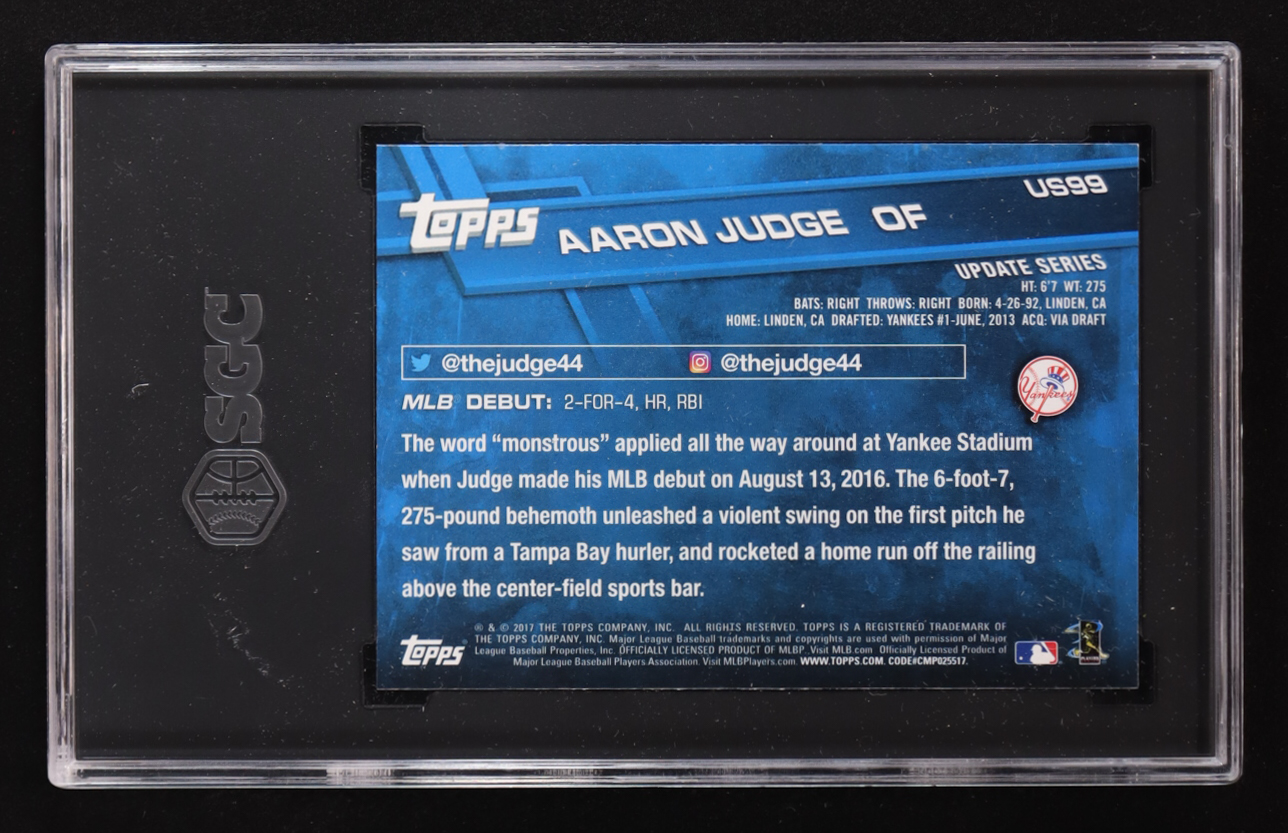 SGC
Topps
AARON JUDGE OF
US99
UPDATE SERIES
HT: 6'7 WT: 275
BATS: RIGHT THROWS: RIGHT BORN: 4-26-92, LINDEN, CA
HOME: LINDEN, CA DRAFTED: YANKEES #1-JUNE, 2013 ACQ: VIA DRAFT
@thejudge44 @thejudge44
Yankees
MLB DEBUT: 2-FOR-4, HR, RBI
The word “monstrous” applied all the way around at Yankee Stadium
when Judge made his MLB debut on August 13, 2016. The 6-foot-7,
275-pound behemoth unleashed a violent swing on the first pitch he
saw from a Tampa Bay hurler, and rocketed a home run off the railing
above the center-field sports bar.
Topps
® & © 2017 THE TOPPS COMPANY, INC. ALL RIGHTS RESERVED. TOPPS IS A REGISTERED TRADEMARK OF
THE TOPPS COMPANY, INC. Major League Baseball trademarks and copyrights are used with permission of Major
League Baseball Properties, Inc. OFFICIALLY LICENSED PRODUCT OF MLBP. Visit MLB.com Officially Licensed Product of
Major League Baseball Players Association. Visit MLBPlayers.com. WWW.TOPPS.COM. CODE#CMP025517.